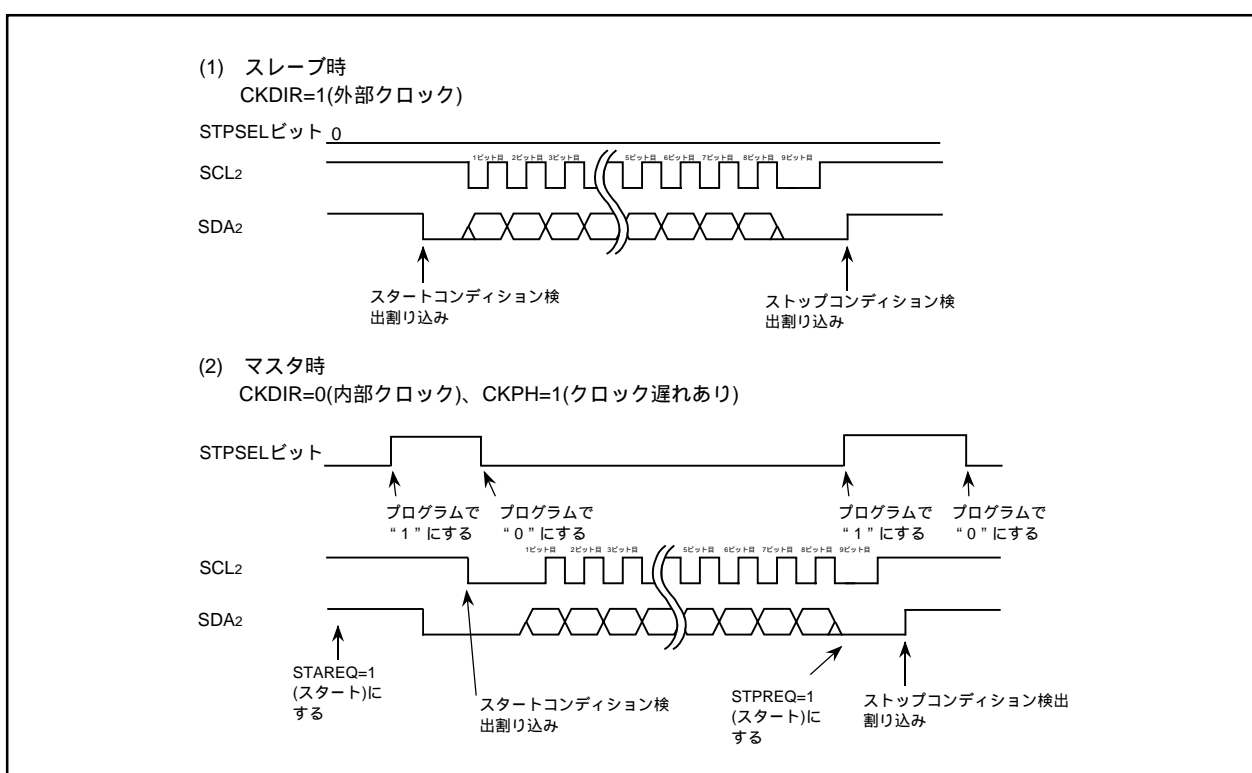 (1) スレーブ時
CKDIR=1(外部クロック)
STPSELビット 0
1ビット目 2ビット目 3ビット目 5ビット目 6ビット目 7ビット目 8ビット目 9ビット目
SCL2
SDA2
スタートコンディション検
出割り込み
ストップコンディション検
出割り込み
(2) マスタ時
CKDIR=0(内部クロック)、CKPH=1(クロック遅れあり)
STPSELビット
プログラムで
“1”にする
プログラムで
“0”にする
プログラムで
“1”にする
プログラムで
“0”にする
1ビット目 2ビット目 3ビット目 5ビット目 6ビット目 7ビット目 8ビット目 9ビット目
SCL2
SDA2
STAREQ=1
(スタート)に
する
スタートコンディション検
出割り込み
STPREQ=1
(スタート)に
する
ストップコンディション検出
割り込み